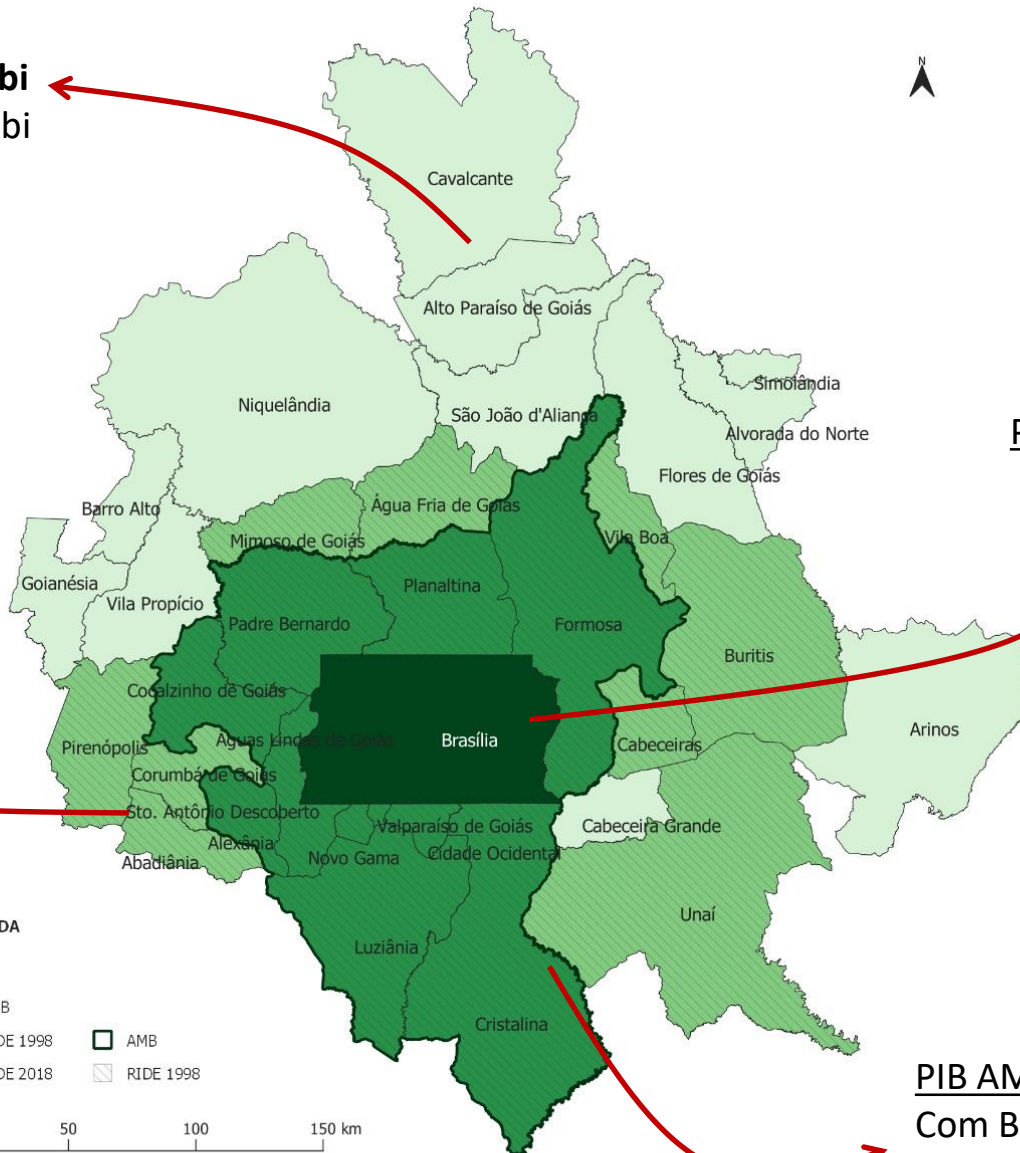 N
bi
bi
Cavalcante
Alto Paraíso de Goiás
Simolândia
Niquelândia
São João d'Aliança
Alvorada do Norte
P
Flores de Goiás
Água Fria de Goiás
Barro Alto
Vila Boa
Mimoso de Goiás
Goianésia
Planaltina
Vila Propício
Padre Bernardo
Formosa
Buritis
Cocalzinho de Goiás
Arinos
Pirenópolis
Águas Lindas de Goiás
Brasília
Cabeceiras
Corumbá de Goiás
Sto. Antônio Descoberto
Valparaíso de Goiás
Cabeceira Grande
Alexânia
Cidade Ocidental
Abadiânia
Novo Gama
Unaí
DA
Luziânia
B
Cristalina
DE 1998
AMB
DE 2018
RIDE 1998
PIB AM
50
100
150 km
Com B